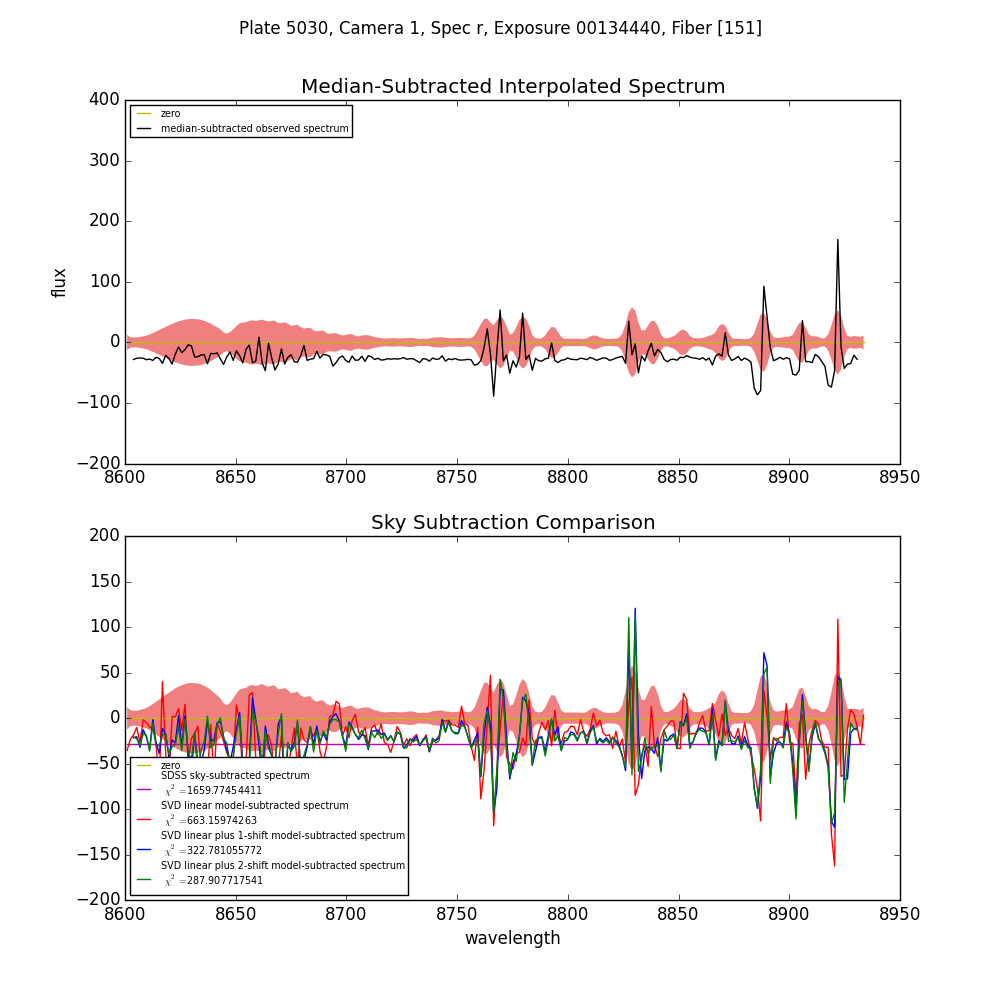 Plate 5030, Camera 1, Spec r, Exposure 00134440, Fiber [151]
Median-Subtracted Interpolated Spectrum
400
300
200
100
0
−100
−200
flux
zero
median-subtracted observed spectrum
8600 8650 8700 8750 8800 8850 8900 8950
Sky Subtraction Comparison
200
150
100
50
0
−50
−100
−150
−200
zero
SDSS sky-subtracted spectrum
χ² =1659.77454411
SVD linear model-subtracted spectrum
χ² =663.15974263
SVD linear plus 1-shift model-subtracted spectrum
χ² =322.781055772
SVD linear plus 2-shift model-subtracted spectrum
χ² =287.907717541
8600 8650 8700 8750 8800 8850 8900 8950
wavelength